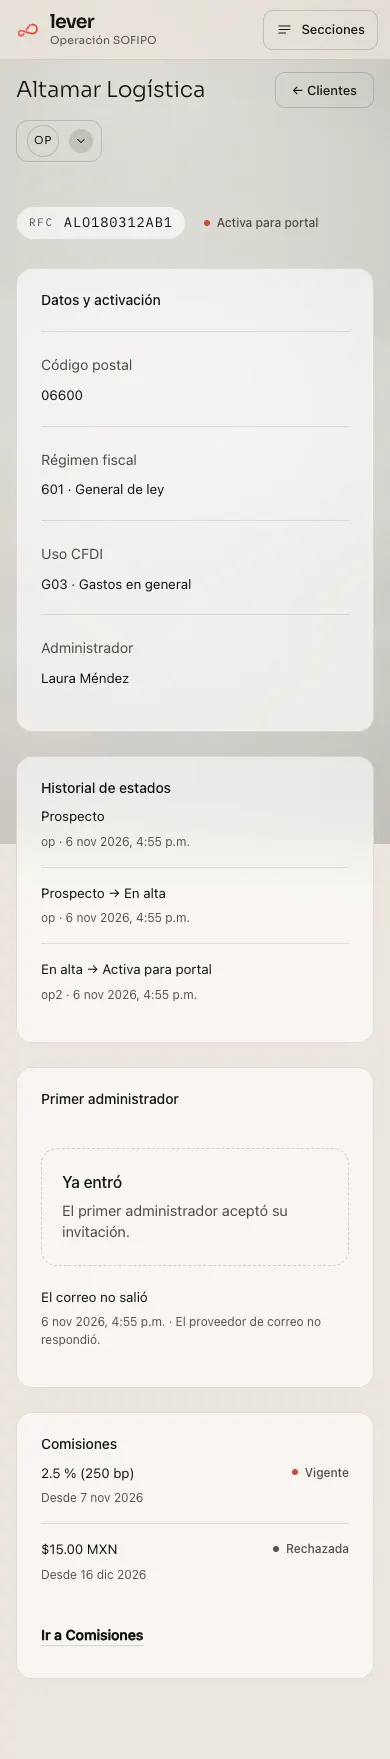 lever
Operación SOFIPO
Secciones
Altamar Logística
← Clientes
OP
RFC ALO180312AB1
Activa para portal
Datos y activación
Código postal
06600
Régimen fiscal
601 · General de ley
Uso CFDI
G03 · Gastos en general
Administrador
Laura Méndez
Historial de estados
Prospecto
op · 6 nov 2026, 4:55 p.m.
Prospecto → En alta
op · 6 nov 2026, 4:55 p.m.
En alta → Activa para portal
op2 · 6 nov 2026, 4:55 p.m.
Primer administrador
Ya entró
El primer administrador aceptó su
invitación.
El correo no salió
6 nov 2026, 4:55 p.m. · El proveedor de correo no
respondió.
Comisiones
2.5 % (250 bp)
Vigente
Desde 7 nov 2026
$15.00 MXN
Rechazada
Desde 16 dic 2026
Ir a Comisiones